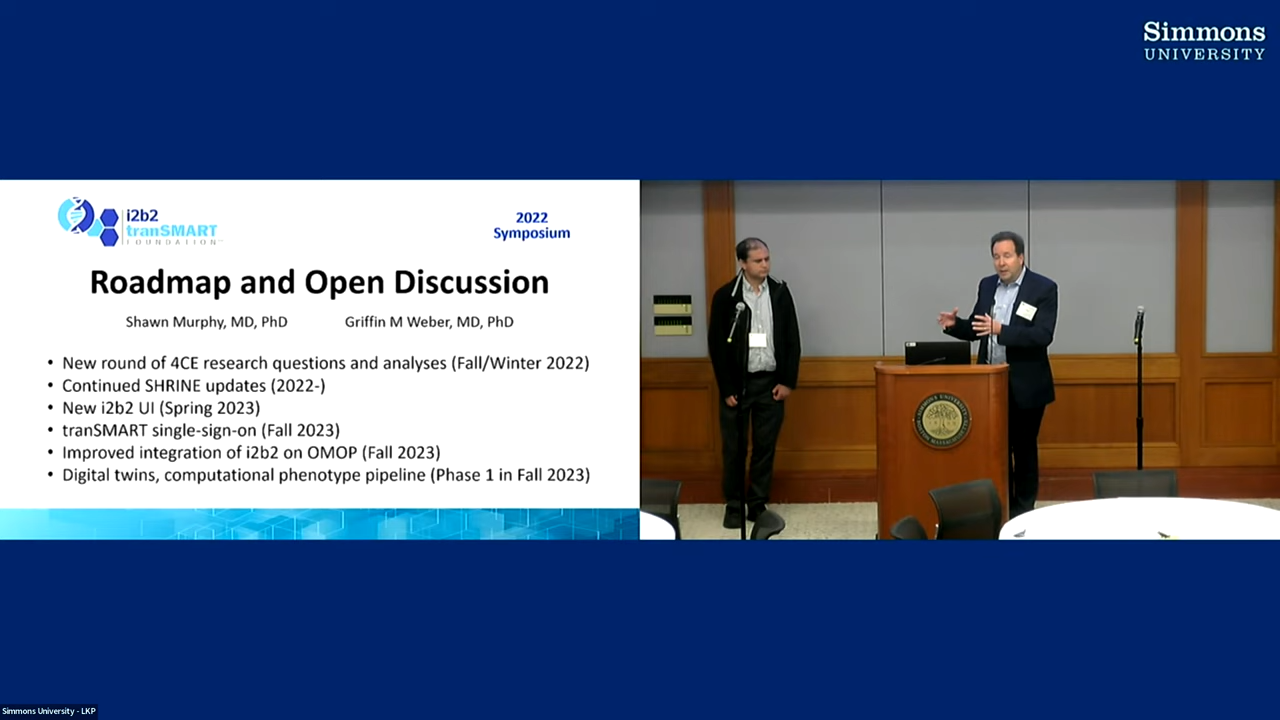 Simmons
UNIVERSITY
i2b2
tranSMART
FOUNDATION
2022
Symposium
Roadmap and Open Discussion
Shawn Murphy, MD, PhD
Griffin M Weber, MD, PhD
• New round of 4CE research questions and analyses (Fall/Winter 2022)
• Continued SHRINE updates (2022-)
• New i2b2 UI (Spring 2023)
• tranSMART single-sign-on (Fall 2023)
• Improved integration of i2b2 on OMOP (Fall 2023)
• Digital twins, computational phenotype pipeline (Phase 1 in Fall 2023)
Simmons University - LKP